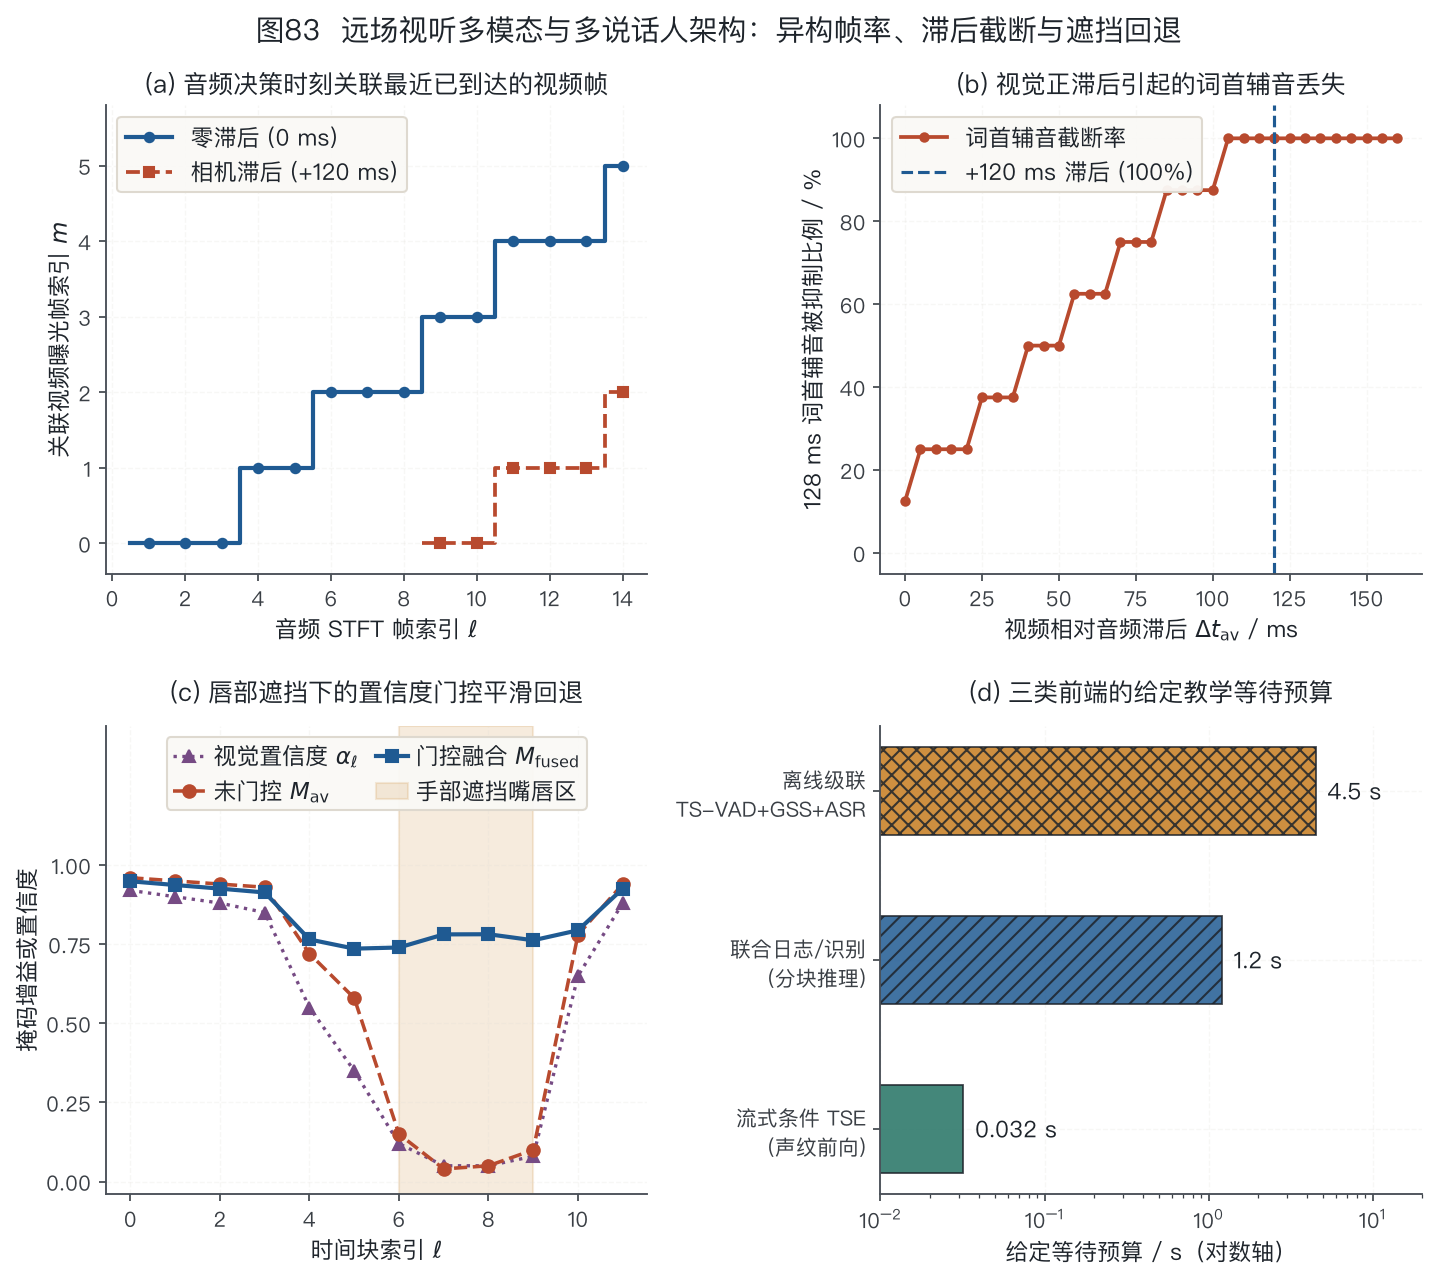 图83 远场视听多模态与多说话人架构：异构帧率、滞后截断与遮挡回退
(a) 音频决策时刻关联最近已到达的视频帧
零滞后 (0 ms)
相机滞后 (+120 ms)
关联视频曝光帧索引 m
5
4
3
2
1
0
0 2 4 6 8 10 12 14
音频 STFT 帧索引 ℓ
(b) 视觉正滞后引起的词首辅音丢失
词首辅音截断率
+120 ms 滞后 (100%)
128 ms 词首辅音被抑制比例 / %
100
80
60
40
20
0
0 25 50 75 100 125 150
视频相对音频滞后 Δt_av / ms
(c) 唇部遮挡下的置信度门控平滑回退
视觉置信度 α_ℓ
未门控 M_av
门控融合 M_fused
手部遮挡嘴唇区
掩码增益或置信度
1.00
0.75
0.50
0.25
0.00
0 2 4 6 8 10
时间块索引 ℓ
(d) 三类前端的给定教学等待预算
离线级联
TS−VAD+GSS+ASR
4.5 s
联合日志/识别
(分块推理)
1.2 s
流式条件 TSE
(声纹前向)
0.032 s
10⁻² 10⁻¹ 10⁰ 10¹
给定等待预算 / s（对数轴）